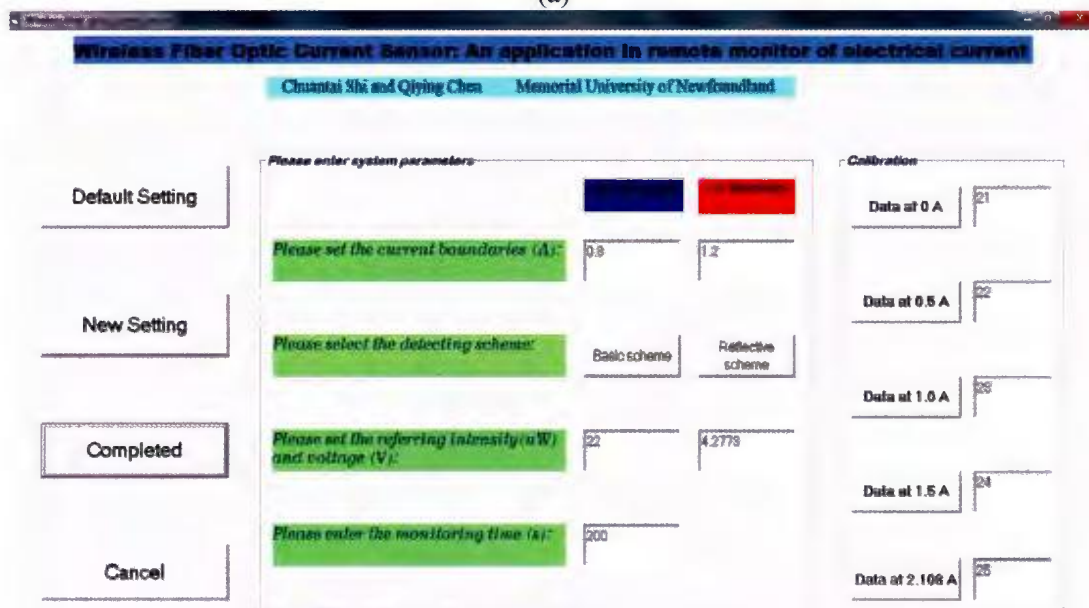 (a)
Wireless Fiber Optic Current Sensor: An application in remote monitor of electrical current
Chuantai Shi and Qiying Chen Memorial University of Newfoundland
Default Setting
New Setting
Completed
Cancel
Please enter system parameters
Please set the current boundaries (A):
0.8
1.2
Please select the detecting scheme:
Basic scheme
Reflective
scheme
Please set the referring intensity(uW)
and voltage (V):
22
4.2773
Please enter the monitoring time (s):
200
Calibration
Data at 0 A
21
Data at 0.5 A
22
Data at 1.0 A
23
Data at 1.5 A
24
Data at 2.108 A
25